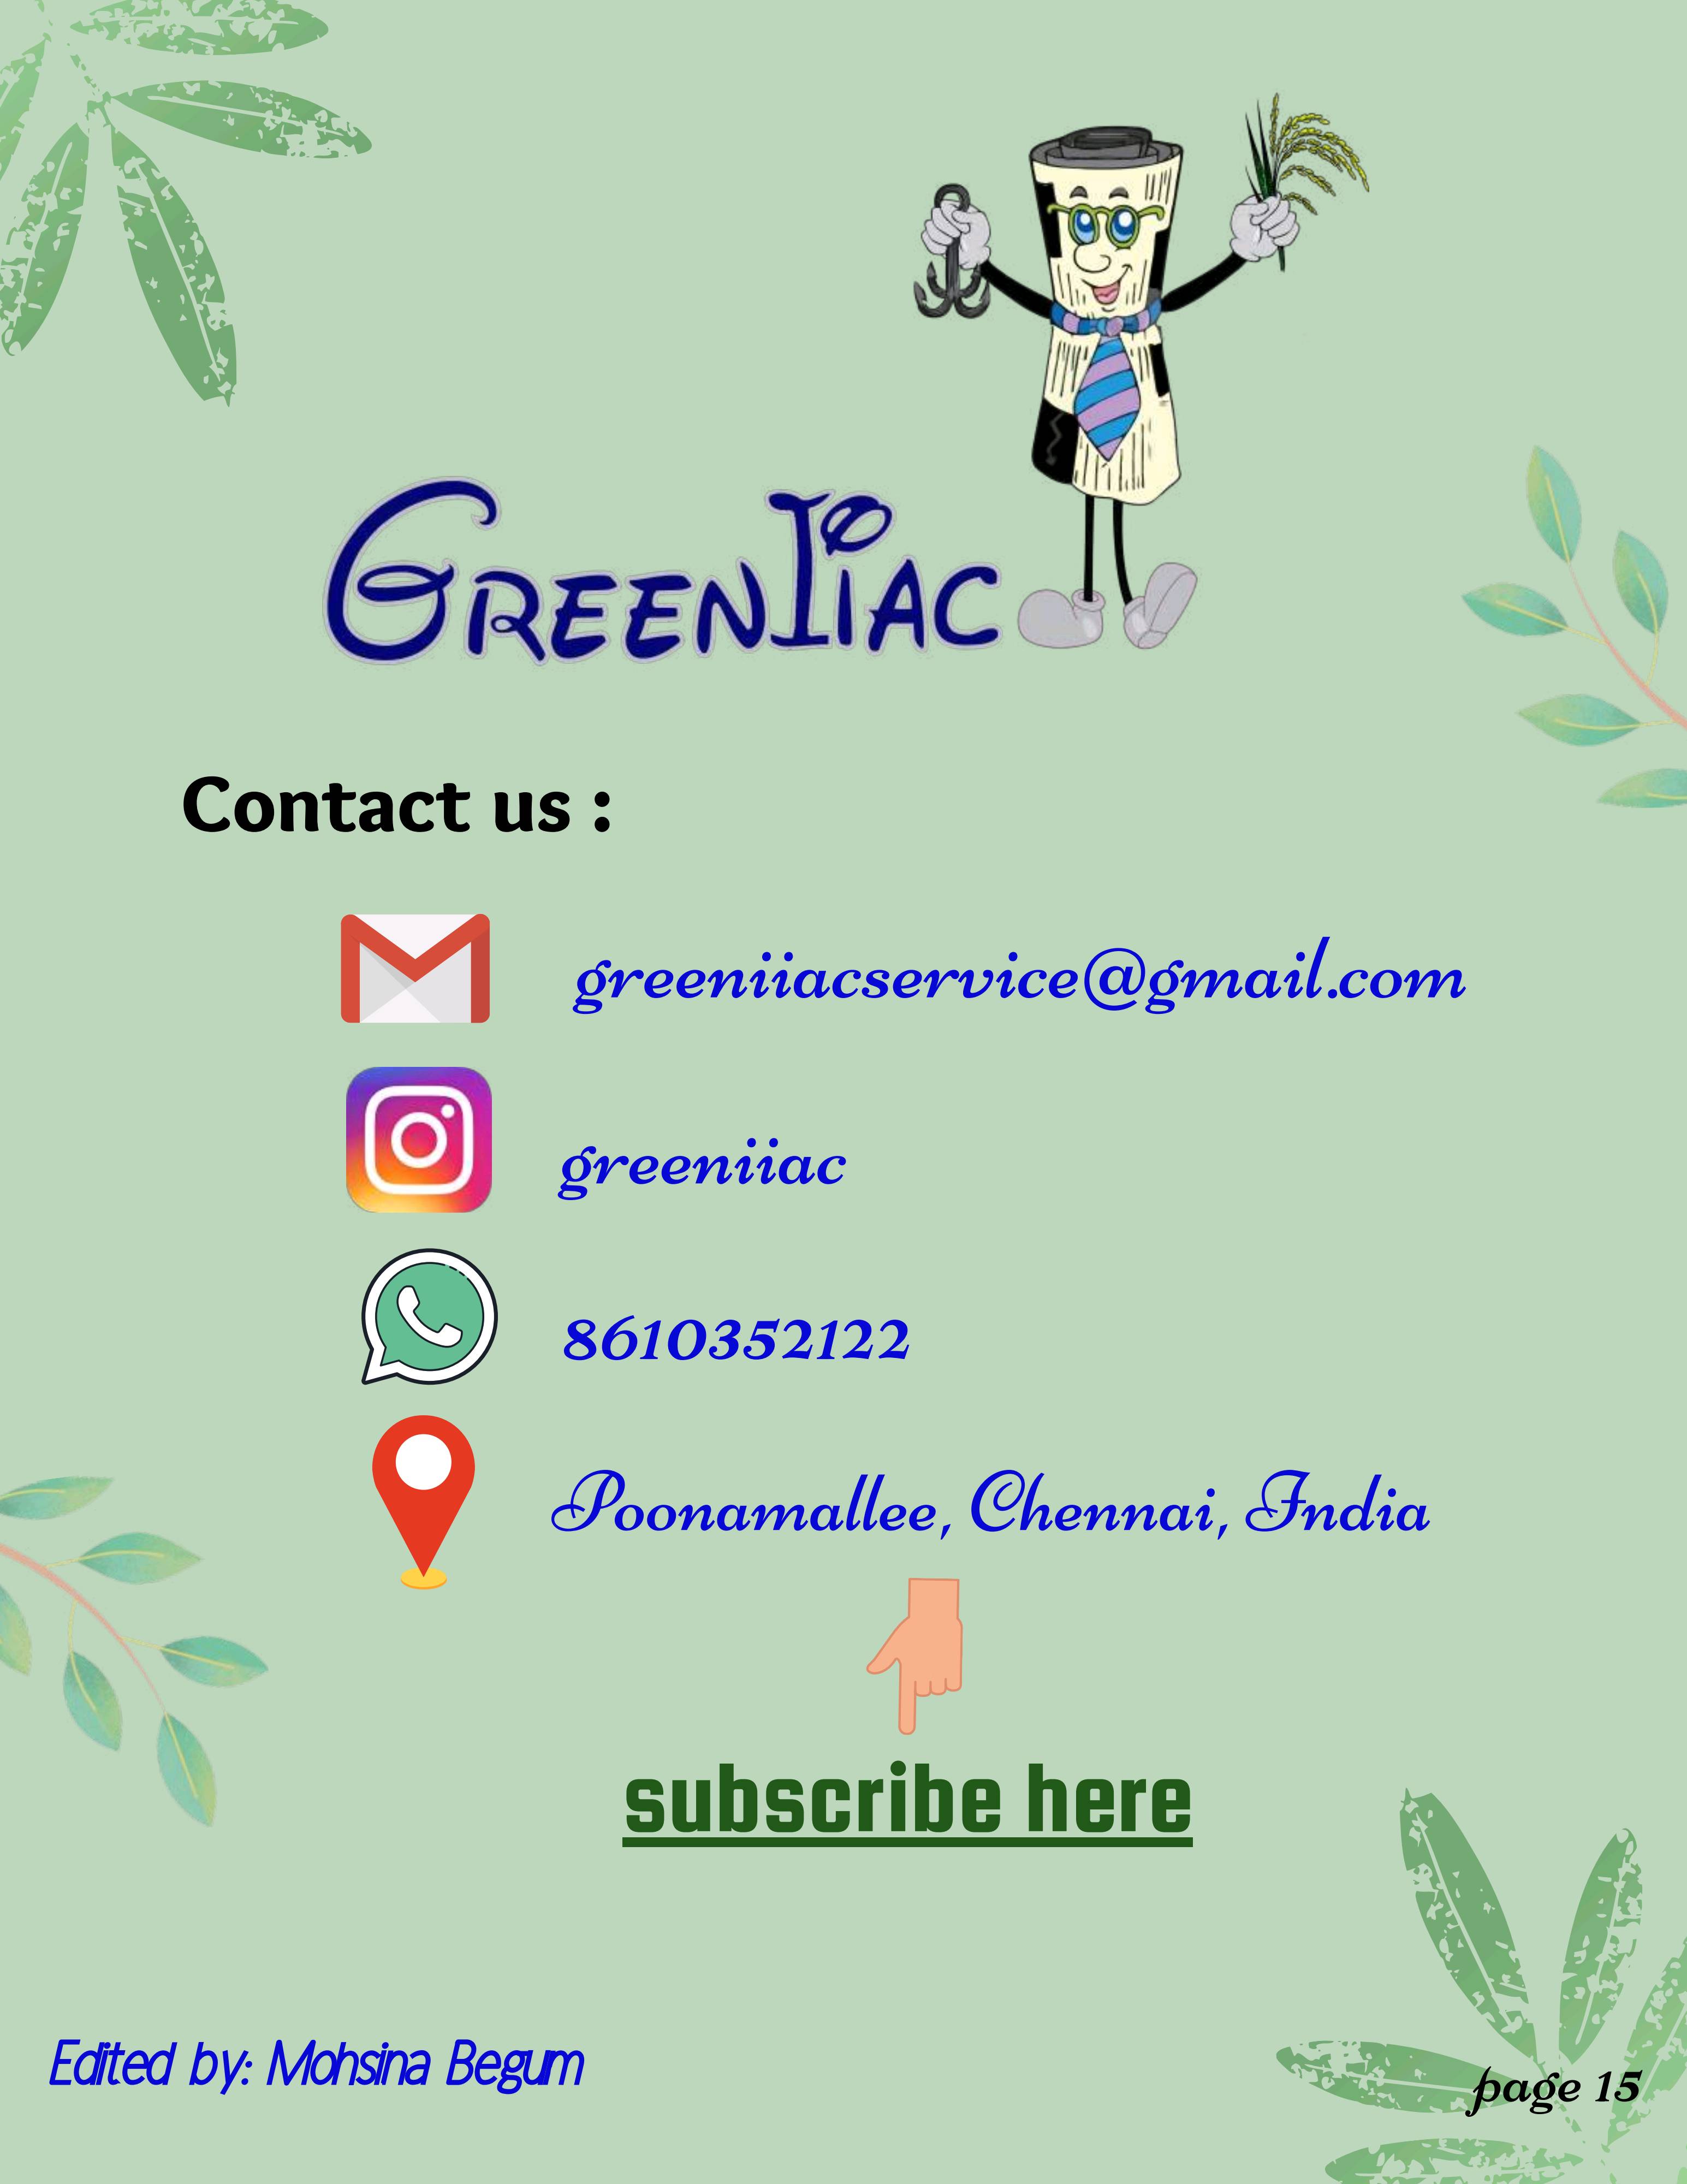 GREENIiAC
Contact us :
greeniiacservice@gmail.com
greeniiac
8610352122
Poonamallee, Chennai, India
subscribe here
Edited by: Mohsina Begum
page 15